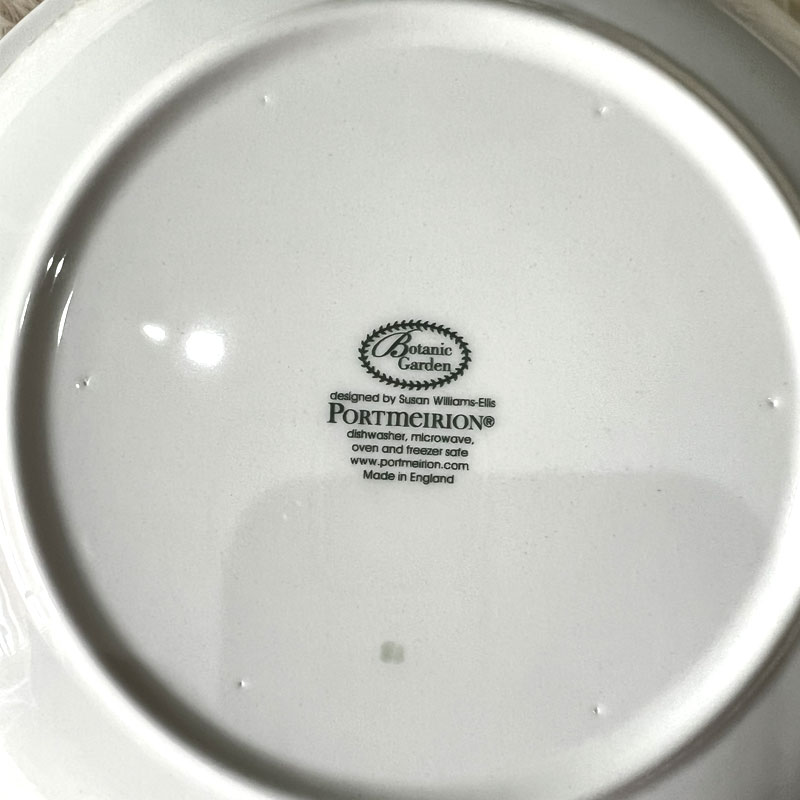 Botanic
Garden
designed by Susan Williams-Ellis
PORTMEIRION®
dishwasher, microwave,
oven and freezer safe
www.portmeirion.com
Made in England